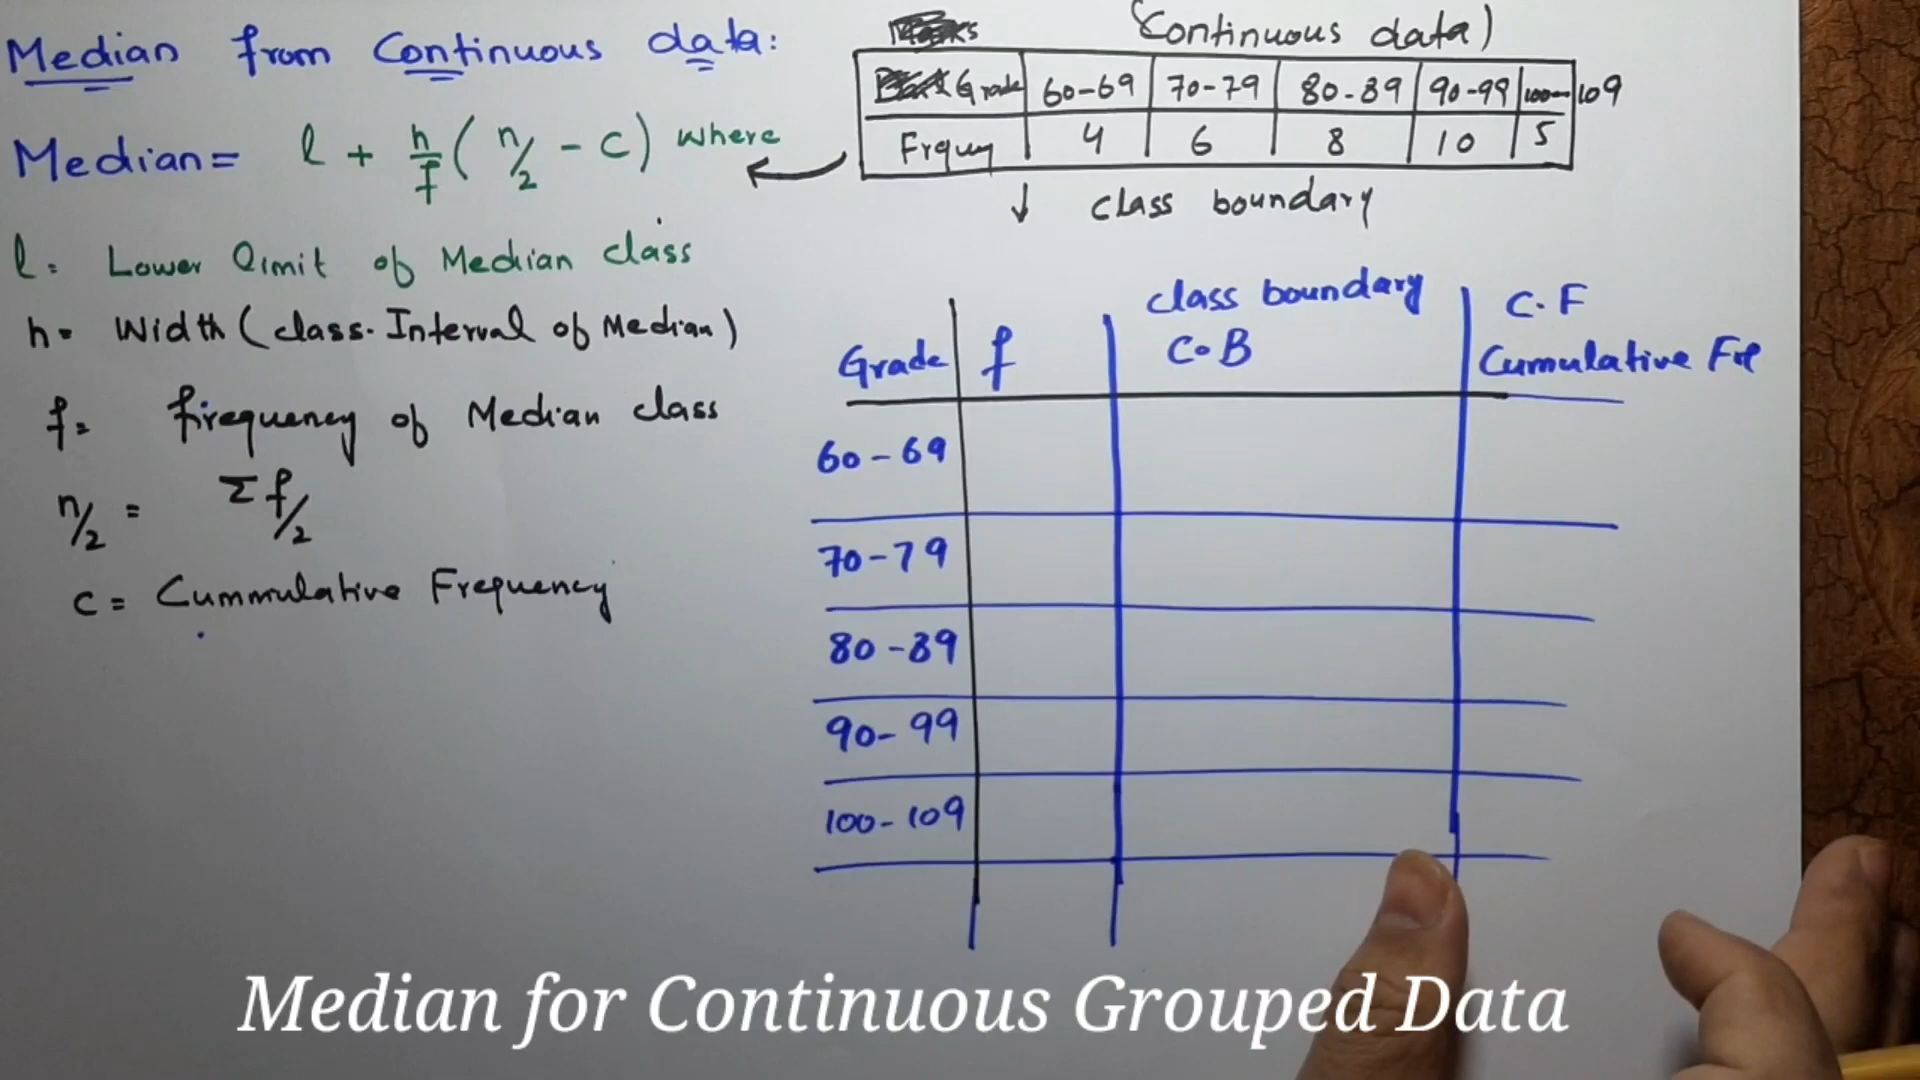 Median from Continuous data:
Median = l + h/f ( n/2 - c ) where
l = Lower limit of Median class
h = Width ( class. Interval of Median )
f = frequency of Median class
n/2 = Σf/2
c = Cummulative Frequency
(Continuous data)
Grade 60-69 70-79 80-89 90-99 100-109
Frquny 4 6 8 10 5
↓ class boundary
Grade f class boundary C.B C.F Cumulative Fre
60-69
70-79
80-89
90-99
100-109
Median for Continuous Grouped Data